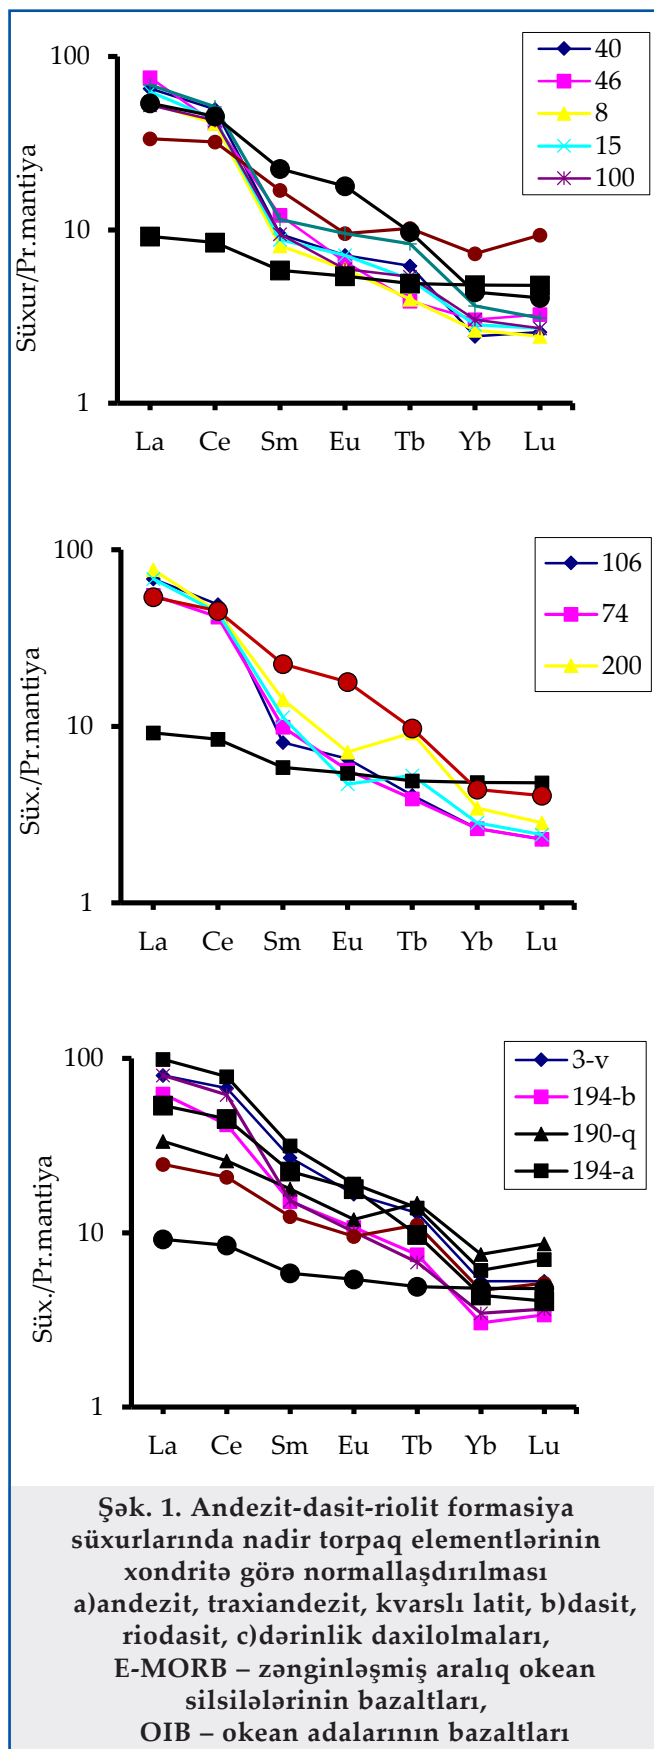 Süxur/Pr.mantiya
100
10
1
La Ce Sm Eu Tb Yb Lu
40
46
8
15
100
Süx./Pr.mantiya
100
10
1
La Ce Sm Eu Tb Yb Lu
106
74
200
Süx./Pr.mantiya
100
10
1
La Ce Sm Eu Tb Yb Lu
3-v
194-b
190-q
194-a
Şək. 1. Andezit-dasit-riolit formasiya
süxurlarında nadir torpaq elementlərinin
xondritə görə normallaşdırılması
a)andezit, traxiandezit, kvarslı latit, b)dasit,
riodasit, c)dərinlik daxilolmaları,
E-MORB – zənginləşmiş aralıq okean
silsilələrinin bazaltları,
OIB – okean adalarının bazaltları